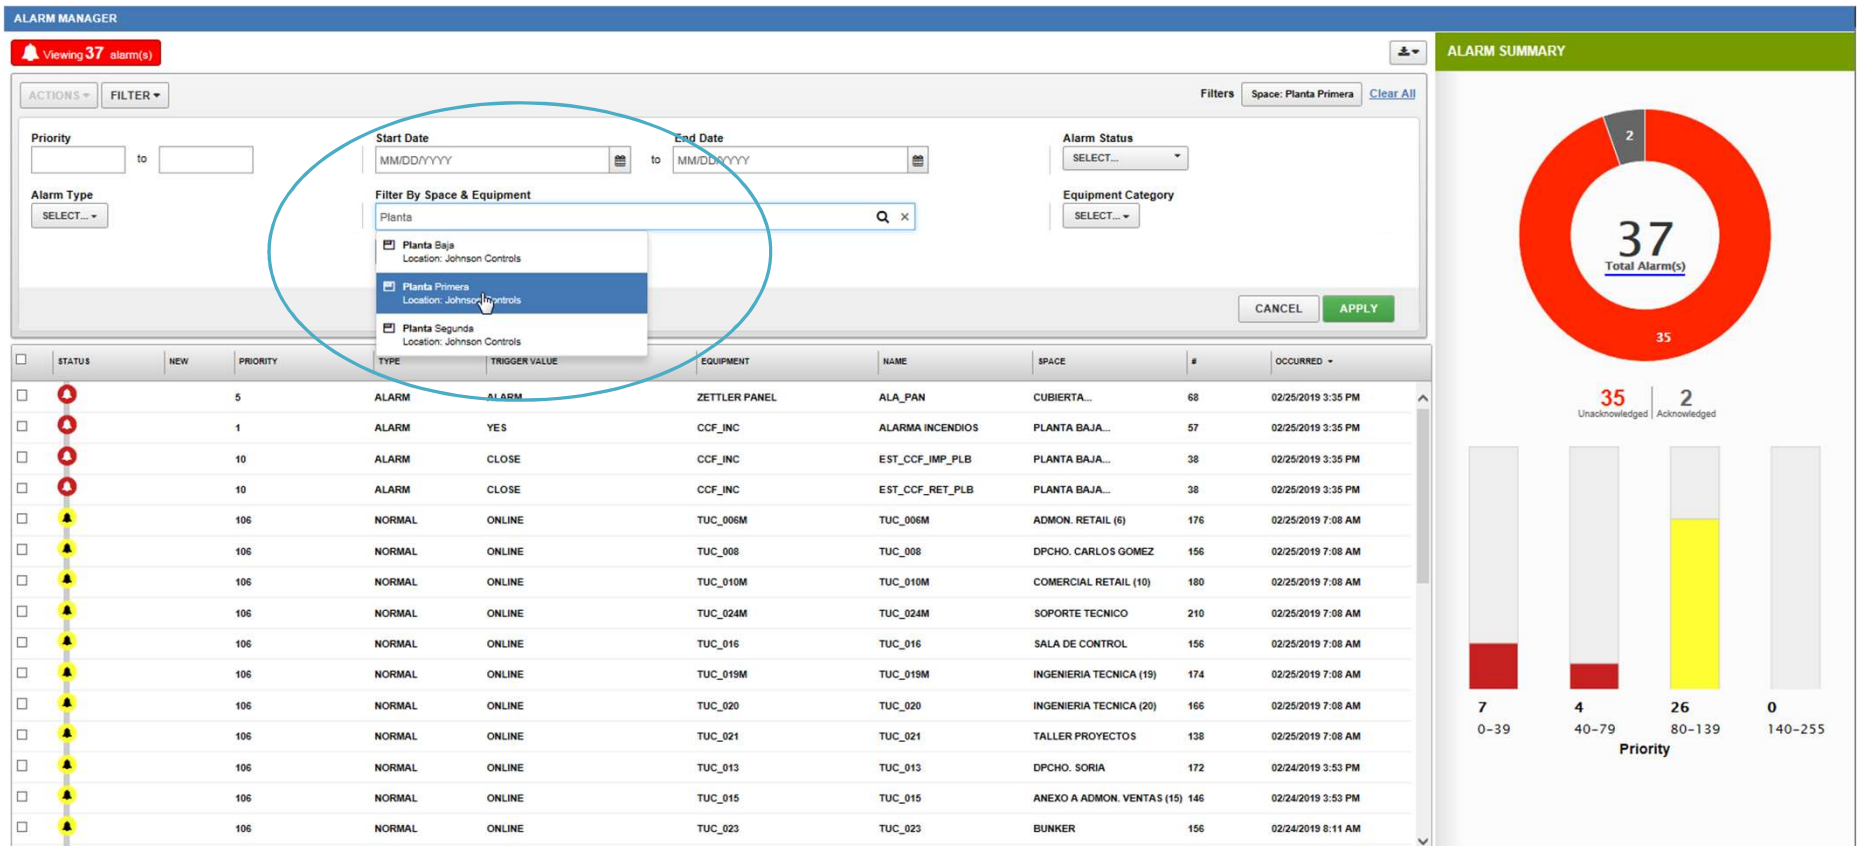 ALARM MANAGER
Viewing 37 alarm(s)
ALARM SUMMARY
ACTIONS
FILTER
Filters
Space: Planta Primera
Clear All
Priority
to
Start Date
MM/DD/YYYY
to
End Date
MM/DD/YYYY
Alarm Status
SELECT...
Alarm Type
SELECT...
Filter By Space & Equipment
Planta
Equipment Category
SELECT...
Planta Baja
Location: Johnson Controls
Planta Primera
Location: Johnson Controls
Planta Segunda
Location: Johnson Controls
CANCEL
APPLY
STATUS NEW PRIORITY TYPE TRIGGER VALUE EQUIPMENT NAME SPACE # OCCURRED
5 ALARM ALARM ZETTLER PANEL ALA_PAN CUBIERTA... 68 02/25/2019 3:35 PM
1 ALARM YES CCF_INC ALARMA INCENDIOS PLANTA BAJA... 57 02/25/2019 3:35 PM
10 ALARM CLOSE CCF_INC EST_CCF_IMP_PLB PLANTA BAJA... 38 02/25/2019 3:35 PM
10 ALARM CLOSE CCF_INC EST_CCF_RET_PLB PLANTA BAJA... 38 02/25/2019 3:35 PM
106 NORMAL ONLINE TUC_006M TUC_006M ADMON. RETAIL (6) 176 02/25/2019 7:08 AM
106 NORMAL ONLINE TUC_008 TUC_008 DPCHO. CARLOS GOMEZ 156 02/25/2019 7:08 AM
106 NORMAL ONLINE TUC_010M TUC_010M COMERCIAL RETAIL (10) 180 02/25/2019 7:08 AM
106 NORMAL ONLINE TUC_024M TUC_024M SOPORTE TECNICO 210 02/25/2019 7:08 AM
106 NORMAL ONLINE TUC_016 TUC_016 SALA DE CONTROL 156 02/25/2019 7:08 AM
106 NORMAL ONLINE TUC_019M TUC_019M INGENIERIA TECNICA (19) 174 02/25/2019 7:08 AM
106 NORMAL ONLINE TUC_020 TUC_020 INGENIERIA TECNICA (20) 166 02/25/2019 7:08 AM
106 NORMAL ONLINE TUC_021 TUC_021 TALLER PROYECTOS 138 02/25/2019 7:08 AM
106 NORMAL ONLINE TUC_013 TUC_013 DPCHO. SORIA 172 02/24/2019 3:53 PM
106 NORMAL ONLINE TUC_015 TUC_015 ANEXO A ADMON. VENTAS (15) 146 02/24/2019 3:53 PM
106 NORMAL ONLINE TUC_023 TUC_023 BUNKER 156 02/24/2019 8:11 AM
2
37
Total Alarm(s)
35
35 2
Unacknowledged Acknowledged
7 4 26 0
0-39 40-79 80-139 140-255
Priority